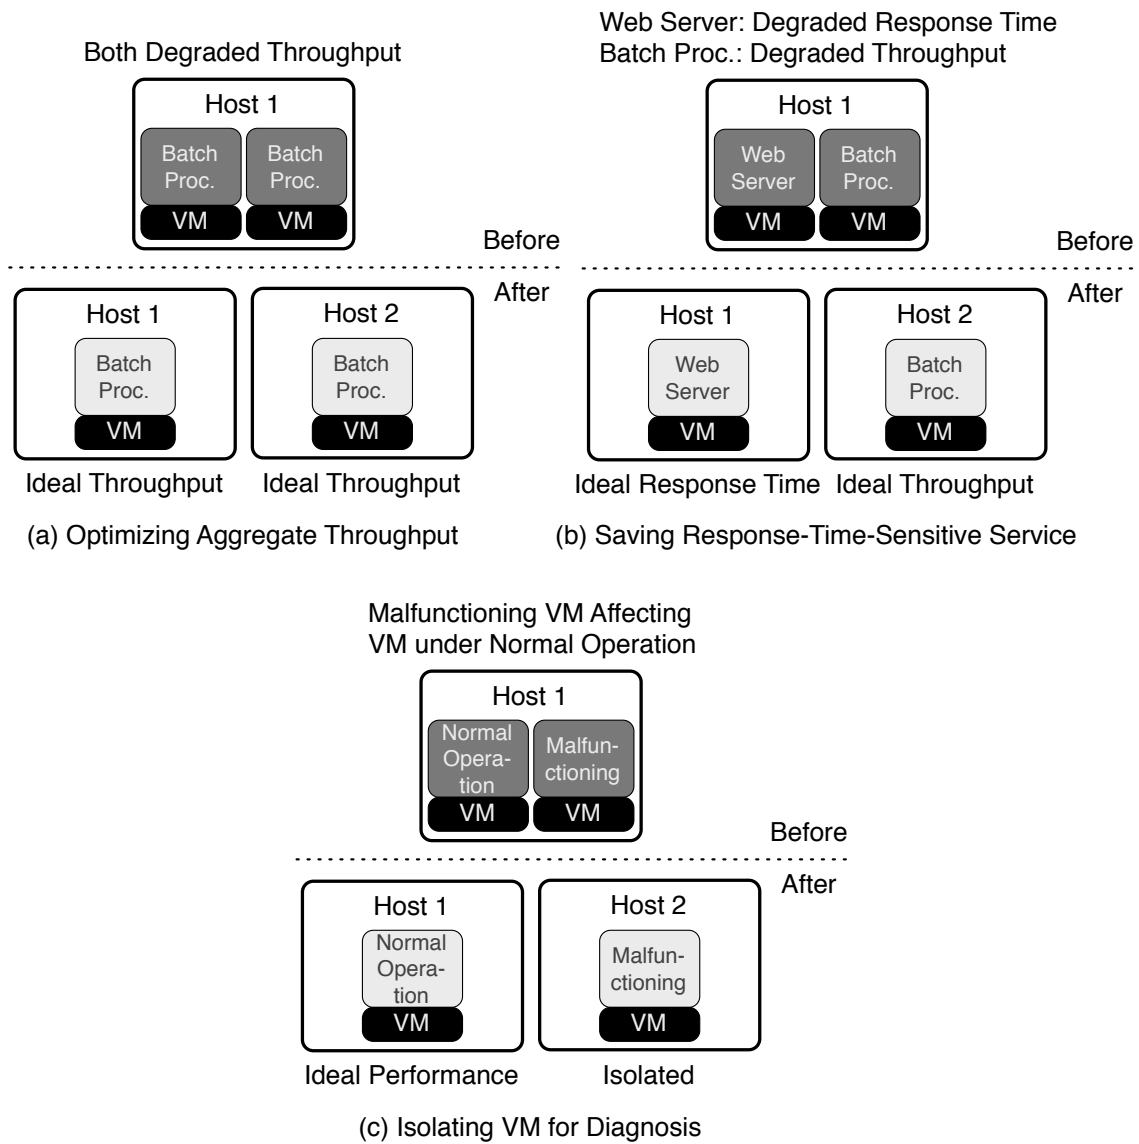 Both Degraded Throughput
Host 1
Batch
Proc.
VM
Batch
Proc.
VM
Before
After
Host 1
Batch
Proc.
VM
Ideal Throughput
Host 2
Batch
Proc.
VM
Ideal Throughput
(a) Optimizing Aggregate Throughput
Web Server: Degraded Response Time
Batch Proc.: Degraded Throughput
Host 1
Web
Server
VM
Batch
Proc.
VM
Before
After
Host 1
Web
Server
VM
Ideal Response Time
Host 2
Batch
Proc.
VM
Ideal Throughput
(b) Saving Response-Time-Sensitive Service
Malfunctioning VM Affecting
VM under Normal Operation
Host 1
Normal
Opera-
tion
VM
Malfun-
ctioning
VM
Before
After
Host 1
Normal
Opera-
tion
VM
Ideal Performance
Host 2
Malfun-
ctioning
VM
Isolated
(c) Isolating VM for Diagnosis